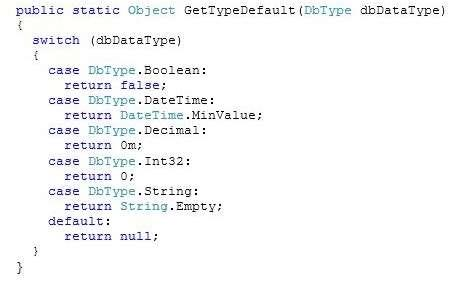 public static Object GetTypeDefault(DbType dbDataType)
{
  switch (dbDataType)
  {
    case DbType.Boolean:
      return false;
    case DbType.DateTime:
      return DateTime.MinValue;
    case DbType.Decimal:
      return 0m;
    case DbType.Int32:
      return 0;
    case DbType.String:
      return String.Empty;
    default:
      return null;
  }
}